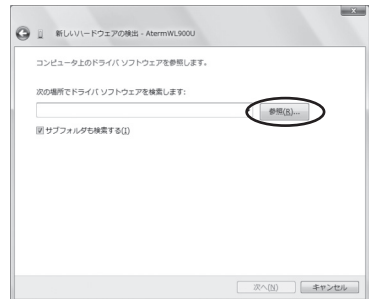 新しいハードウェアの検出 - AtermWL900U
コンピュータ上のドライバ ソフトウェアを参照します。
次の場所でドライバ ソフトウェアを検索します:
参照(R)...
サブフォルダも検索する(I)
次へ(N)
キャンセル